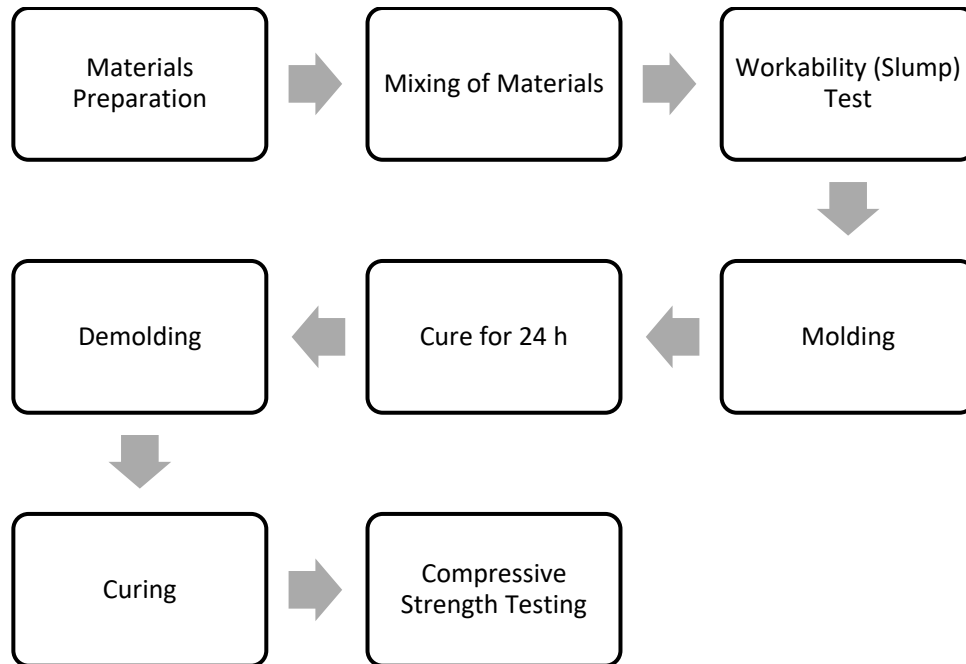 Materials
Preparation
Mixing of Materials
Workability (Slump)
Test
Molding
Cure for 24 h
Demolding
Curing
Compressive
Strength Testing